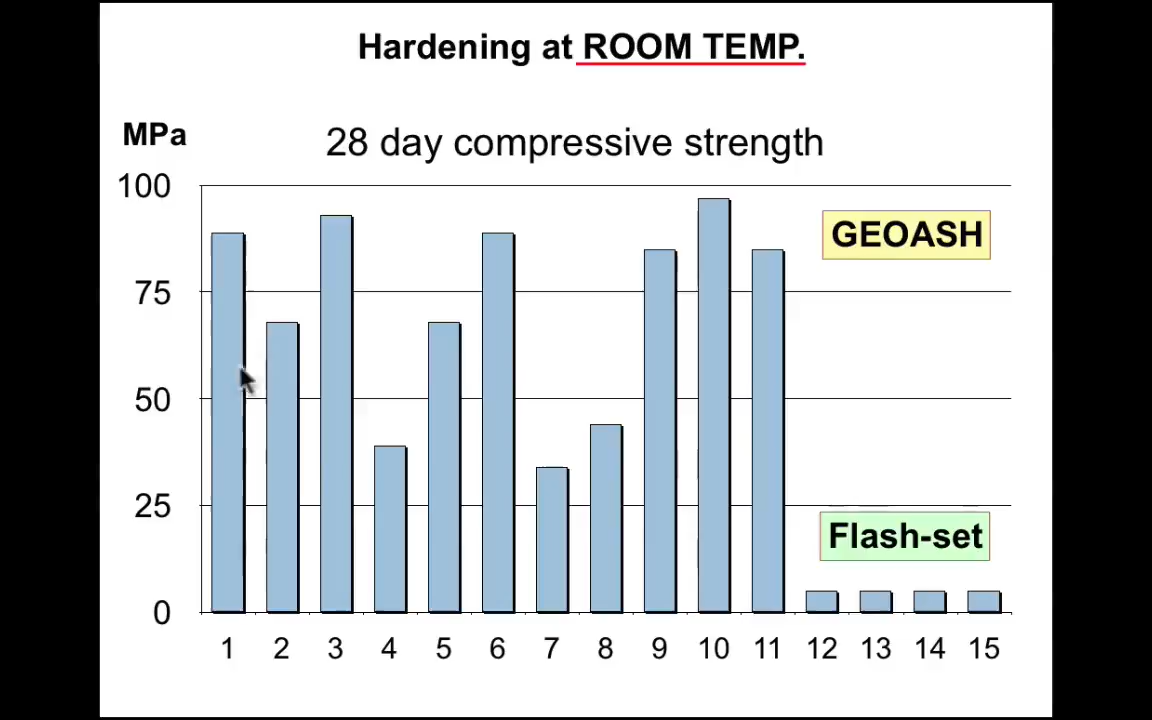 Hardening at ROOM TEMP.
MPa
28 day compressive strength
100
GEOASH
75
50
25
Flash-set
0
1 2 3 4 5 6 7 8 9 10 11 12 13 14 15